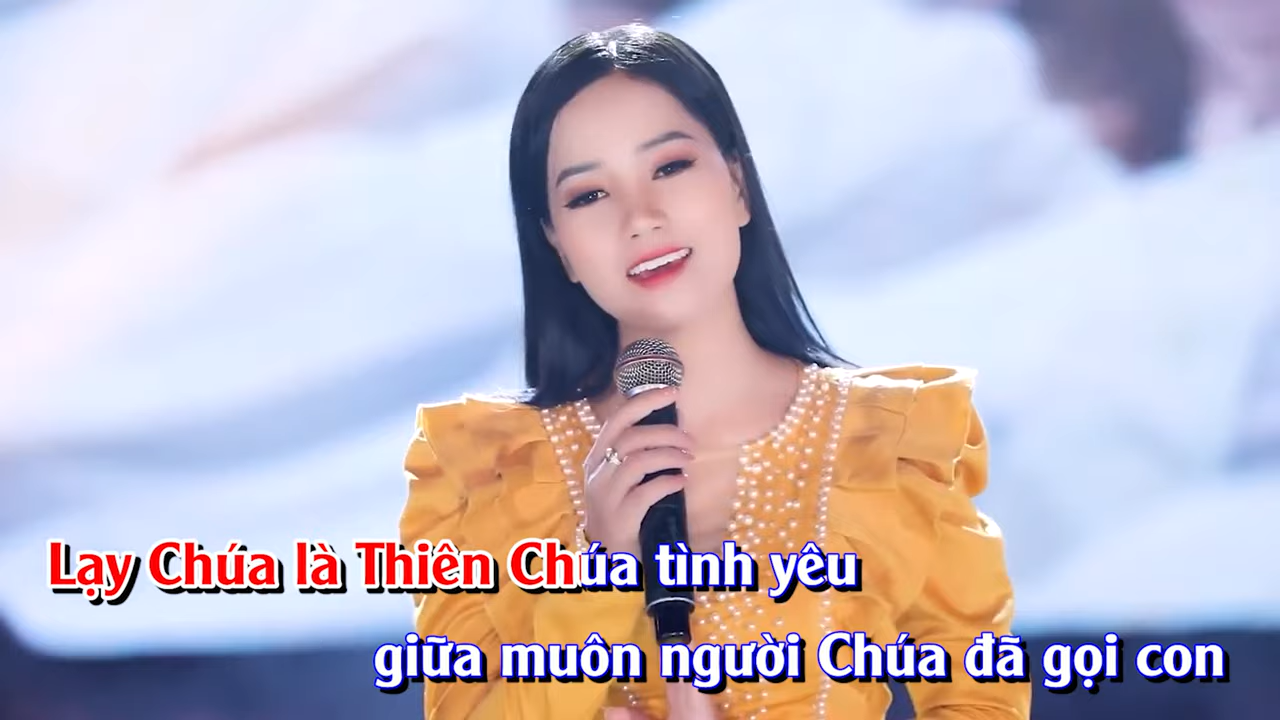 Lạy Chúa là Thiên Chúa tình yêu
giữa muôn người Chúa đã gọi con